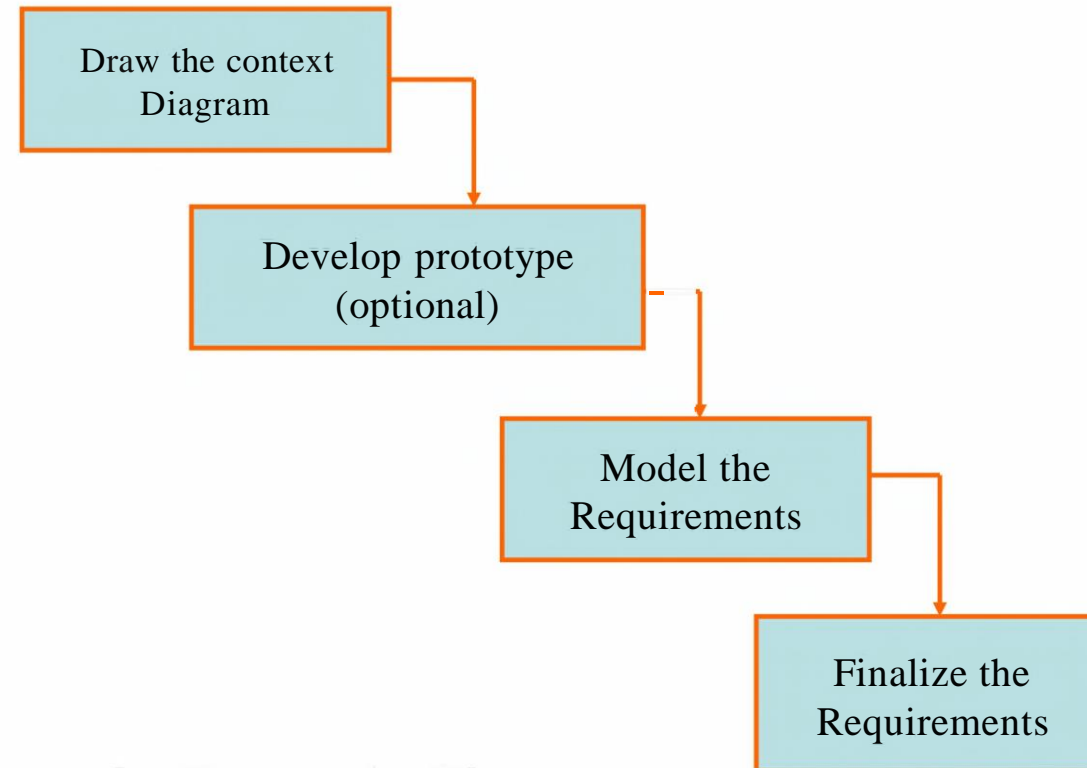 Draw the context
Diagram
Develop prototype
(optional)
Model the
Requirements
Finalize the
Requirements